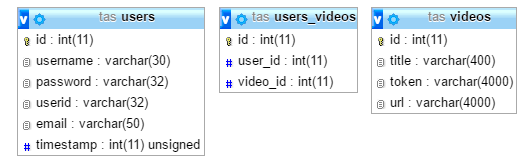 v tas users
id : int(11)
username : varchar(30)
password : varchar(32)
userid : varchar(32)
email : varchar(50)
# timestamp : int(11) unsigned
v tas users_videos
id : int(11)
# user_id : int(11)
# video_id : int(11)
v tas videos
id : int(11)
title : varchar(400)
token : varchar(4000)
url : varchar(4000)